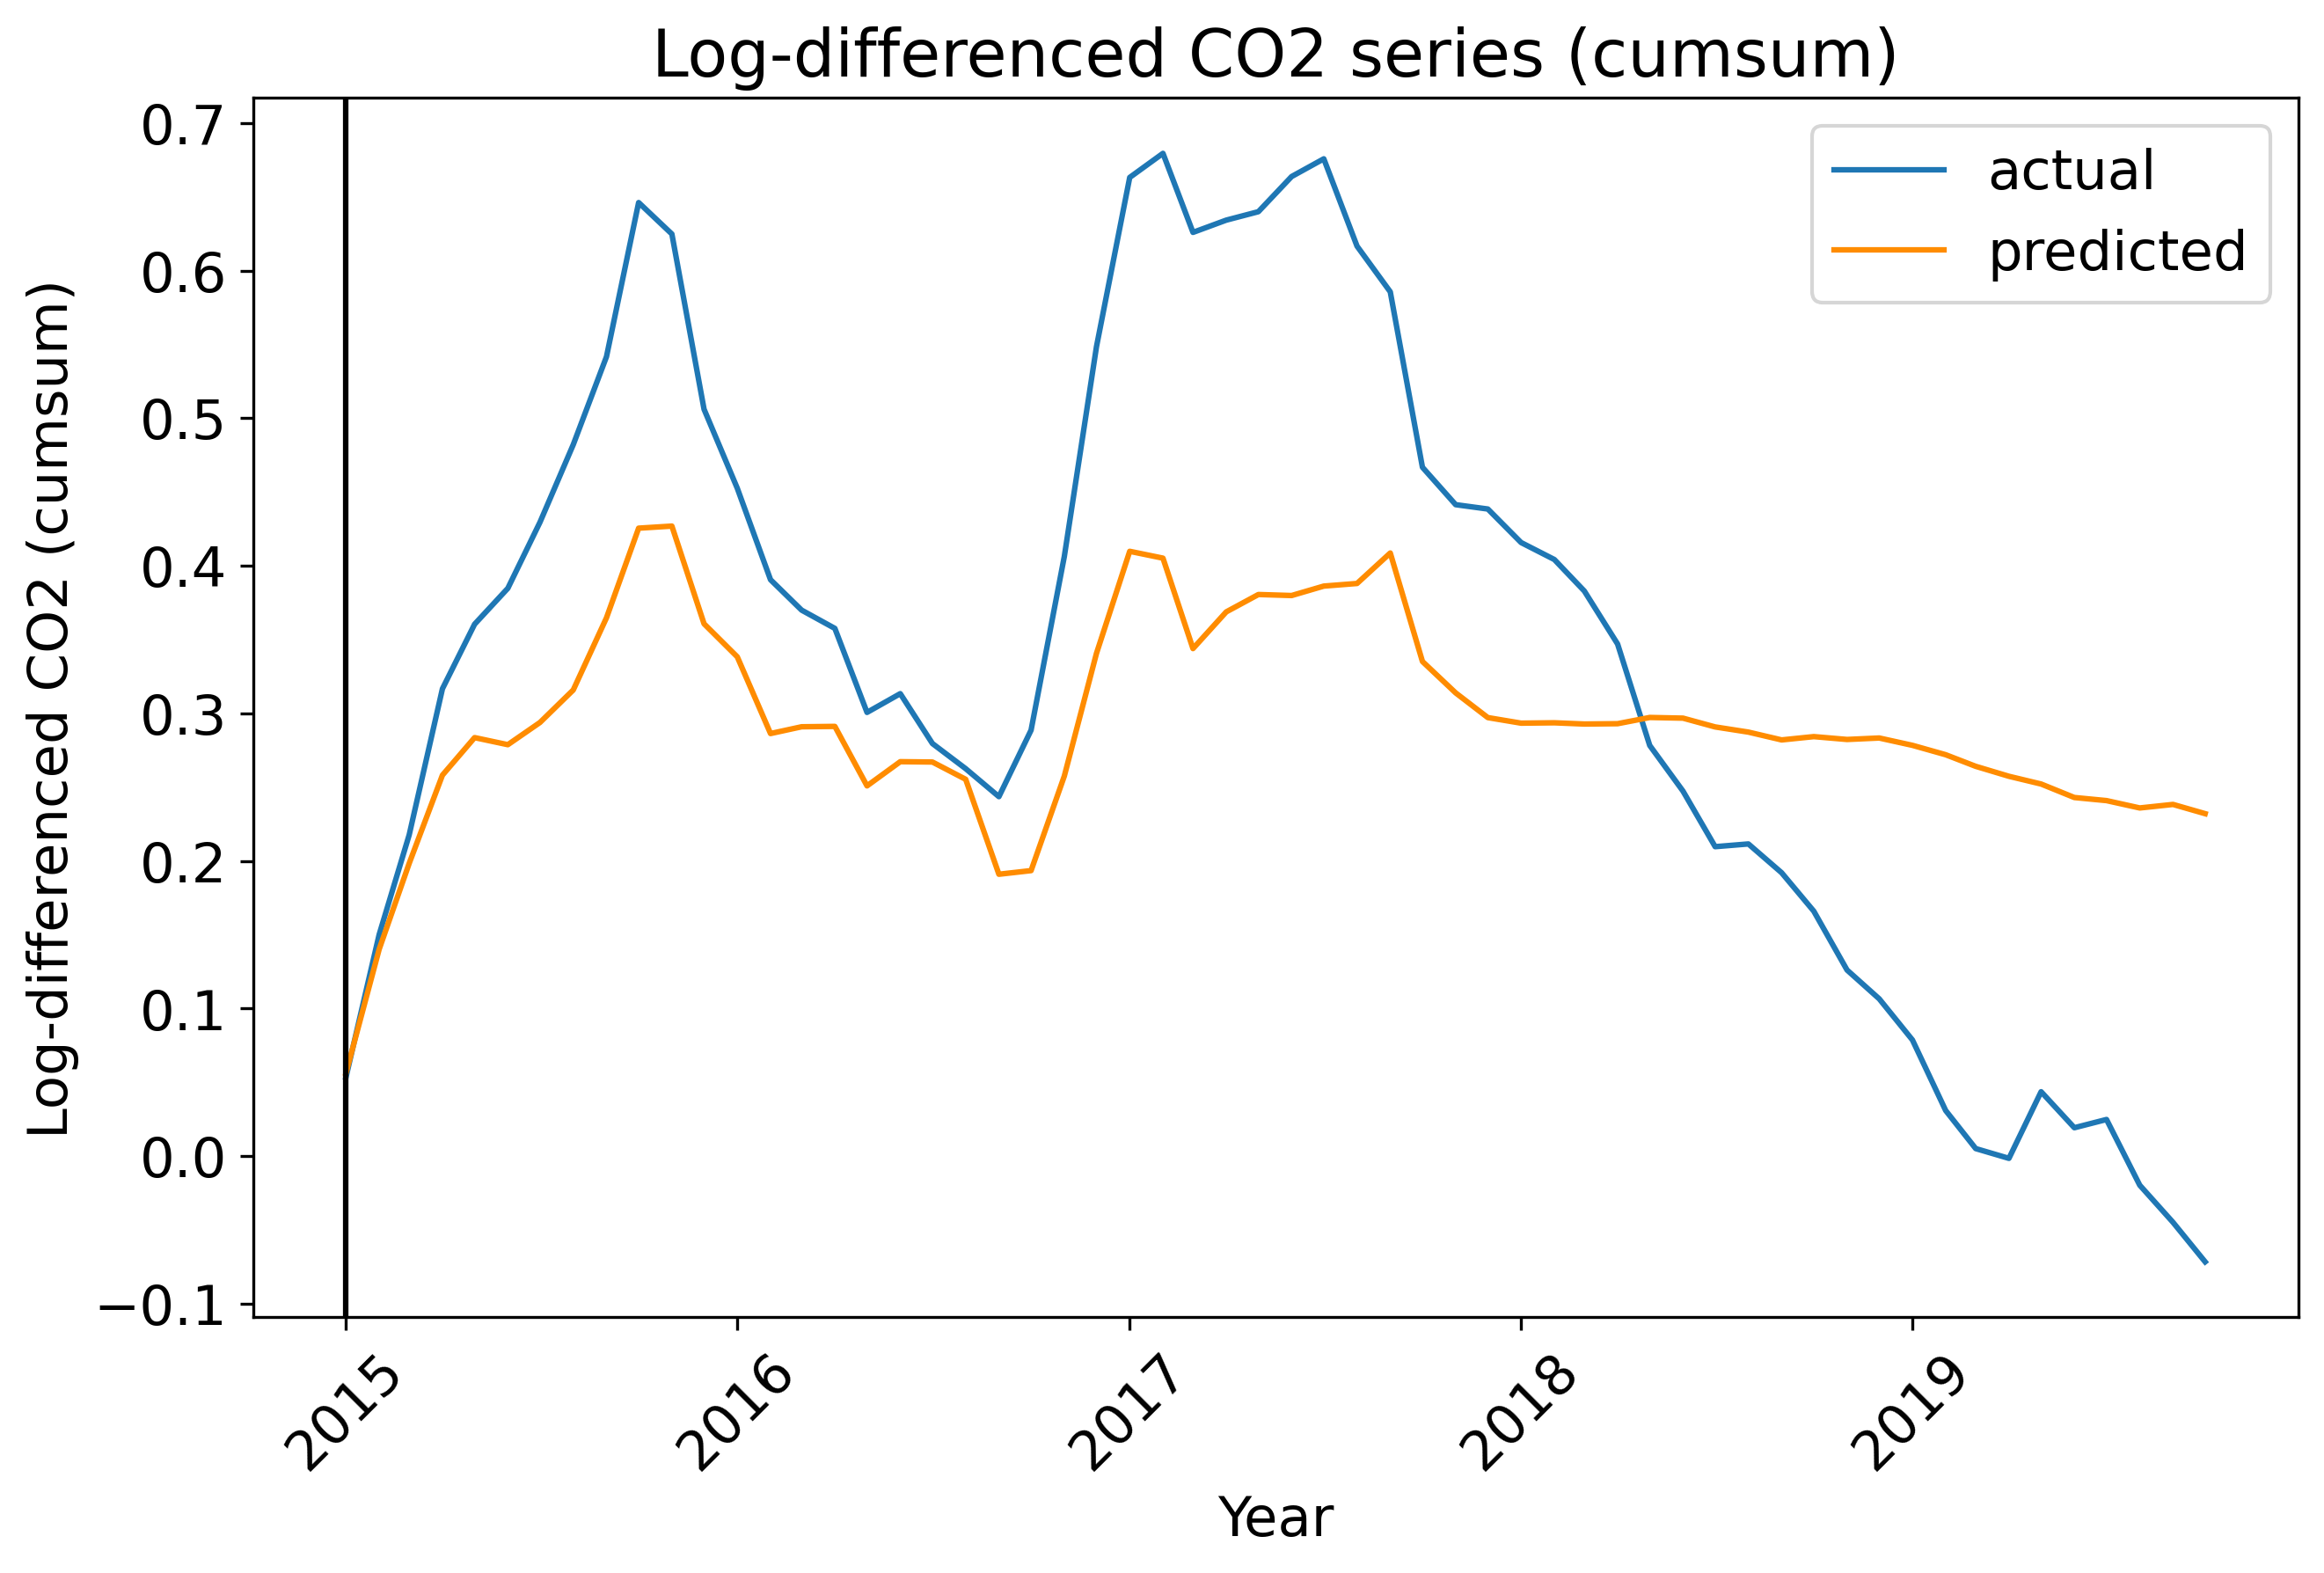 Log-differenced CO2 series (cumsum)
Log-differenced CO2 (cumsum)
0.7
0.6
0.5
0.4
0.3
0.2
0.1
0.0
−0.1
actual
predicted
2015
2016
2017
2018
2019
Year